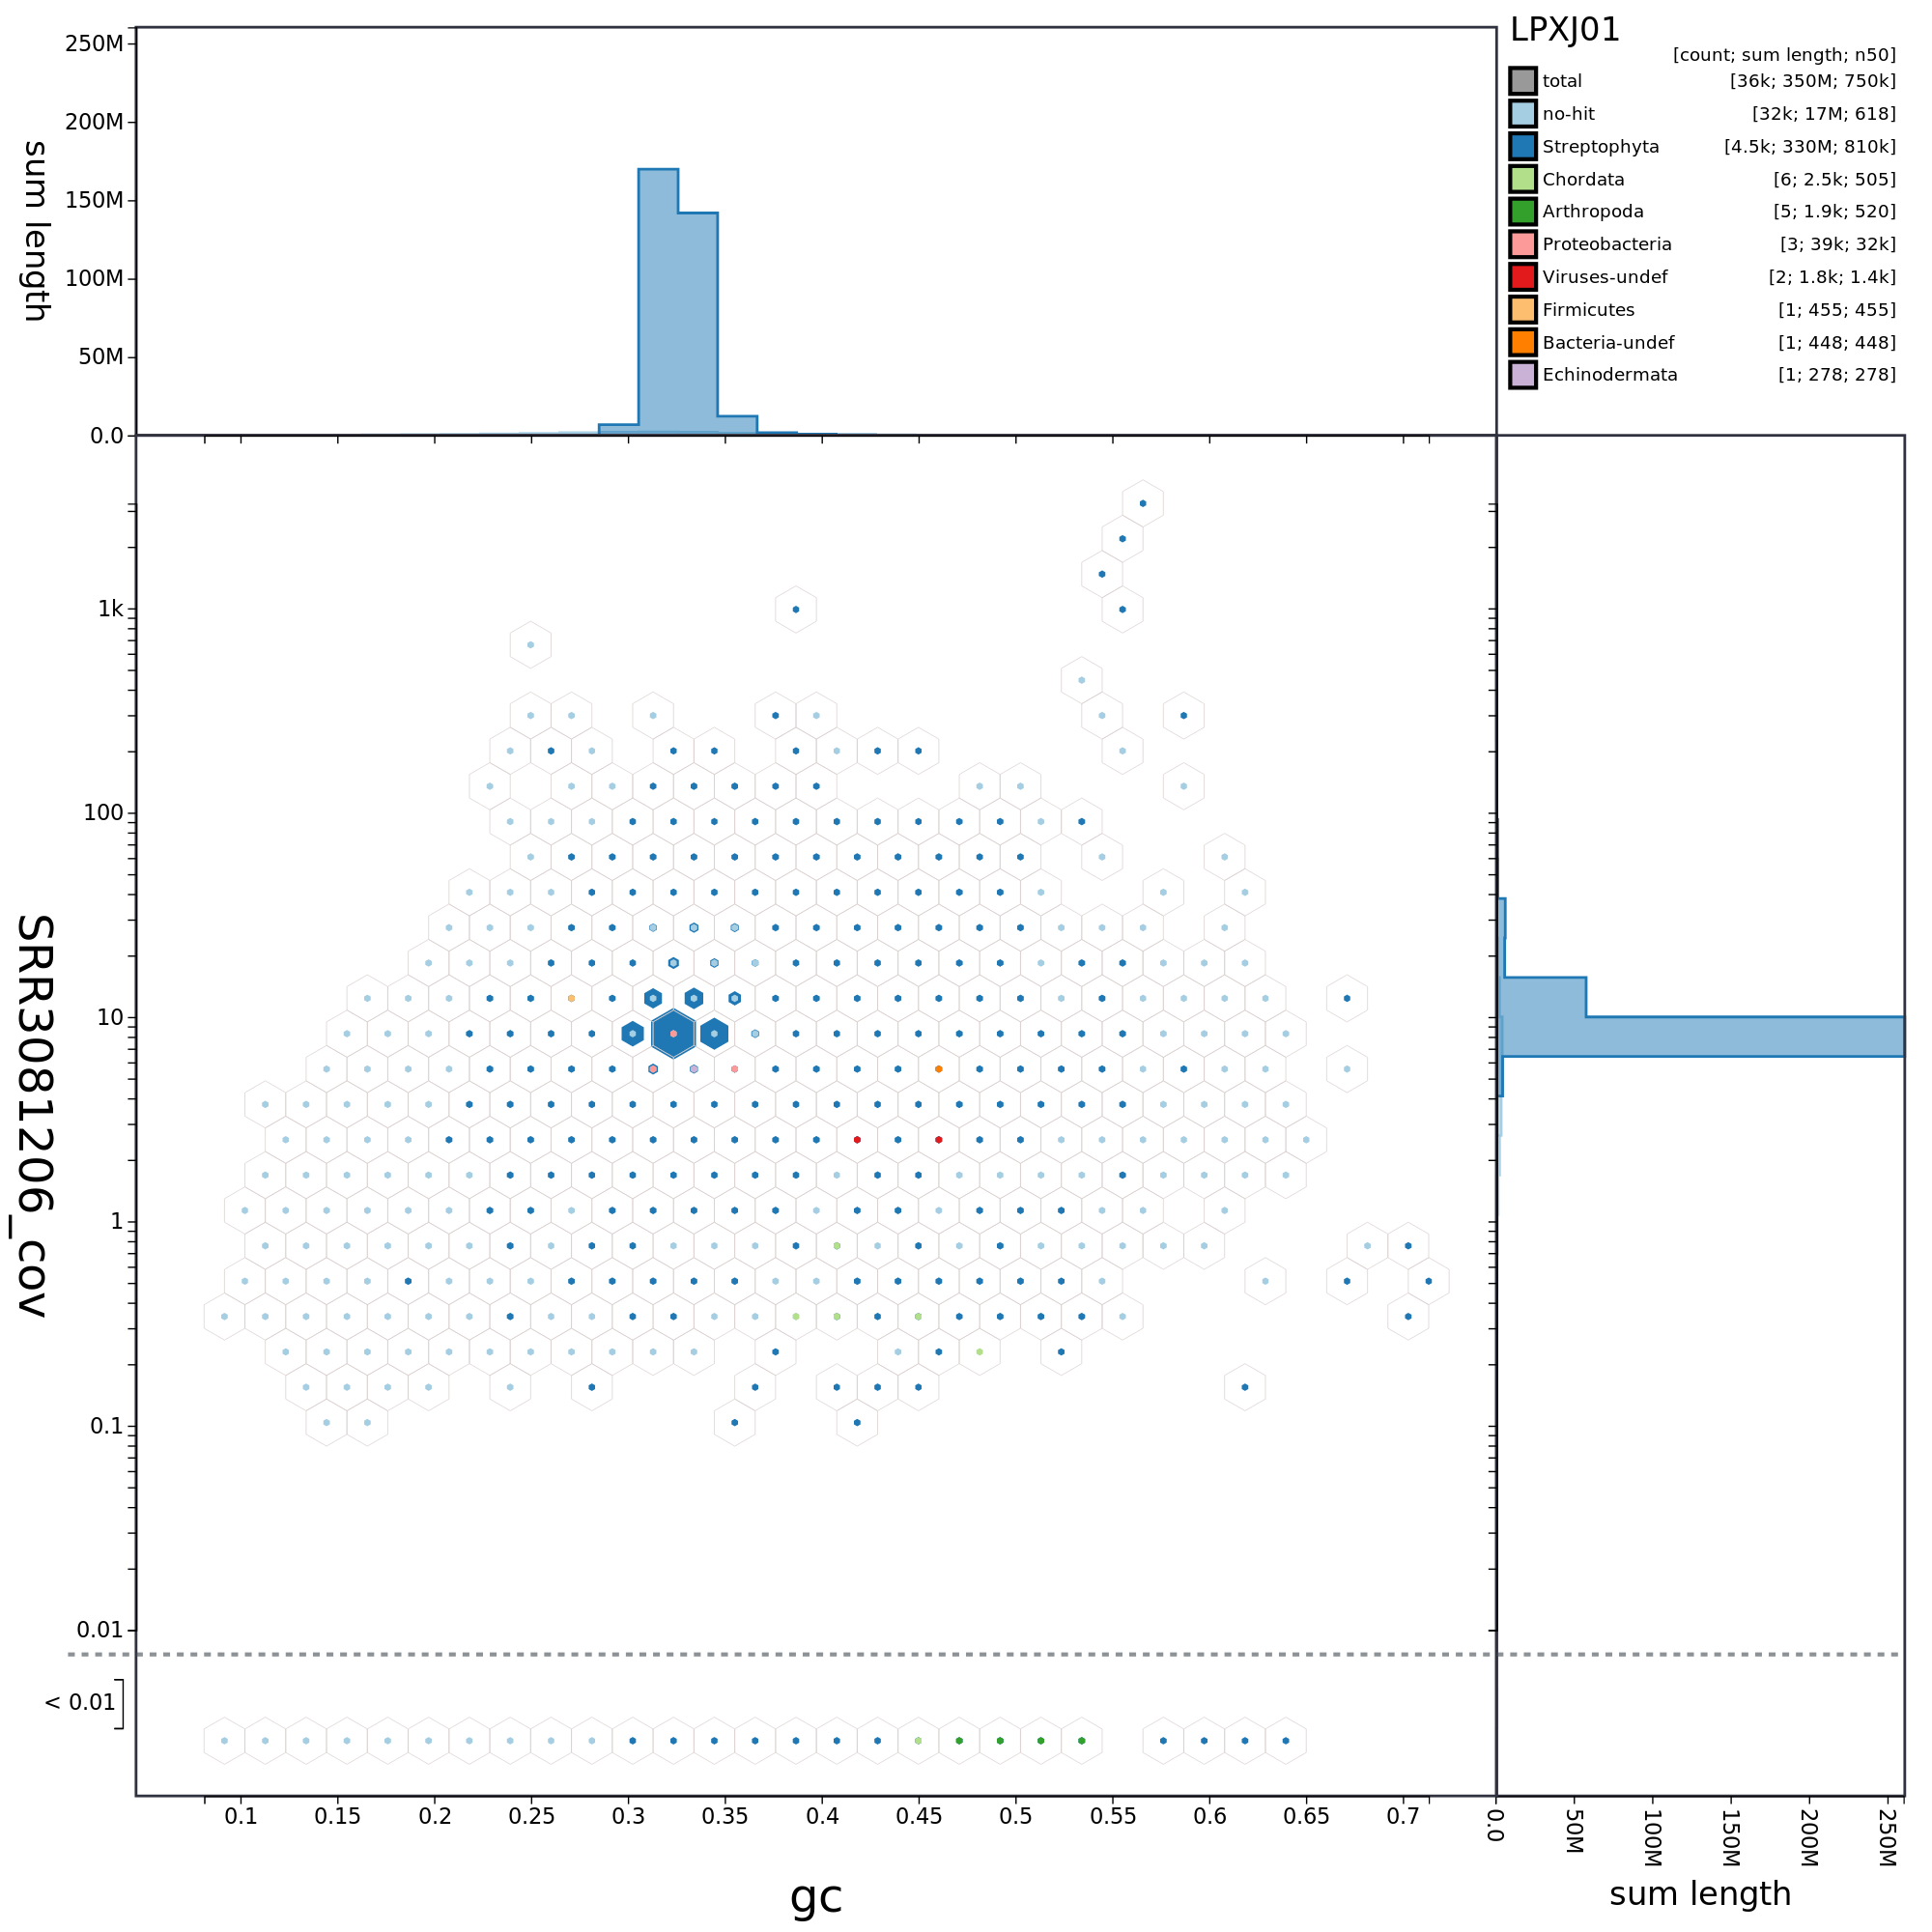 LPXJ01
[count; sum length; n50]
total [36k; 350M; 750k]
no-hit [32k; 17M; 618]
Streptophyta [4.5k; 330M; 810k]
Chordata [6; 2.5k; 505]
Arthropoda [5; 1.9k; 520]
Proteobacteria [3; 39k; 32k]
Viruses-undef [2; 1.8k; 1.4k]
Firmicutes [1; 455; 455]
Bacteria-undef [1; 448; 448]
Echinodermata [1; 278; 278]
sum length
250M
200M
150M
100M
50M
0.0
SRR3081206_cov
1k
100
10
1
0.1
0.01
< 0.01
0.1 0.15 0.2 0.25 0.3 0.35 0.4 0.45 0.5 0.55 0.6 0.65 0.7
gc
0.0 50M 100M 150M 200M 250M
sum length